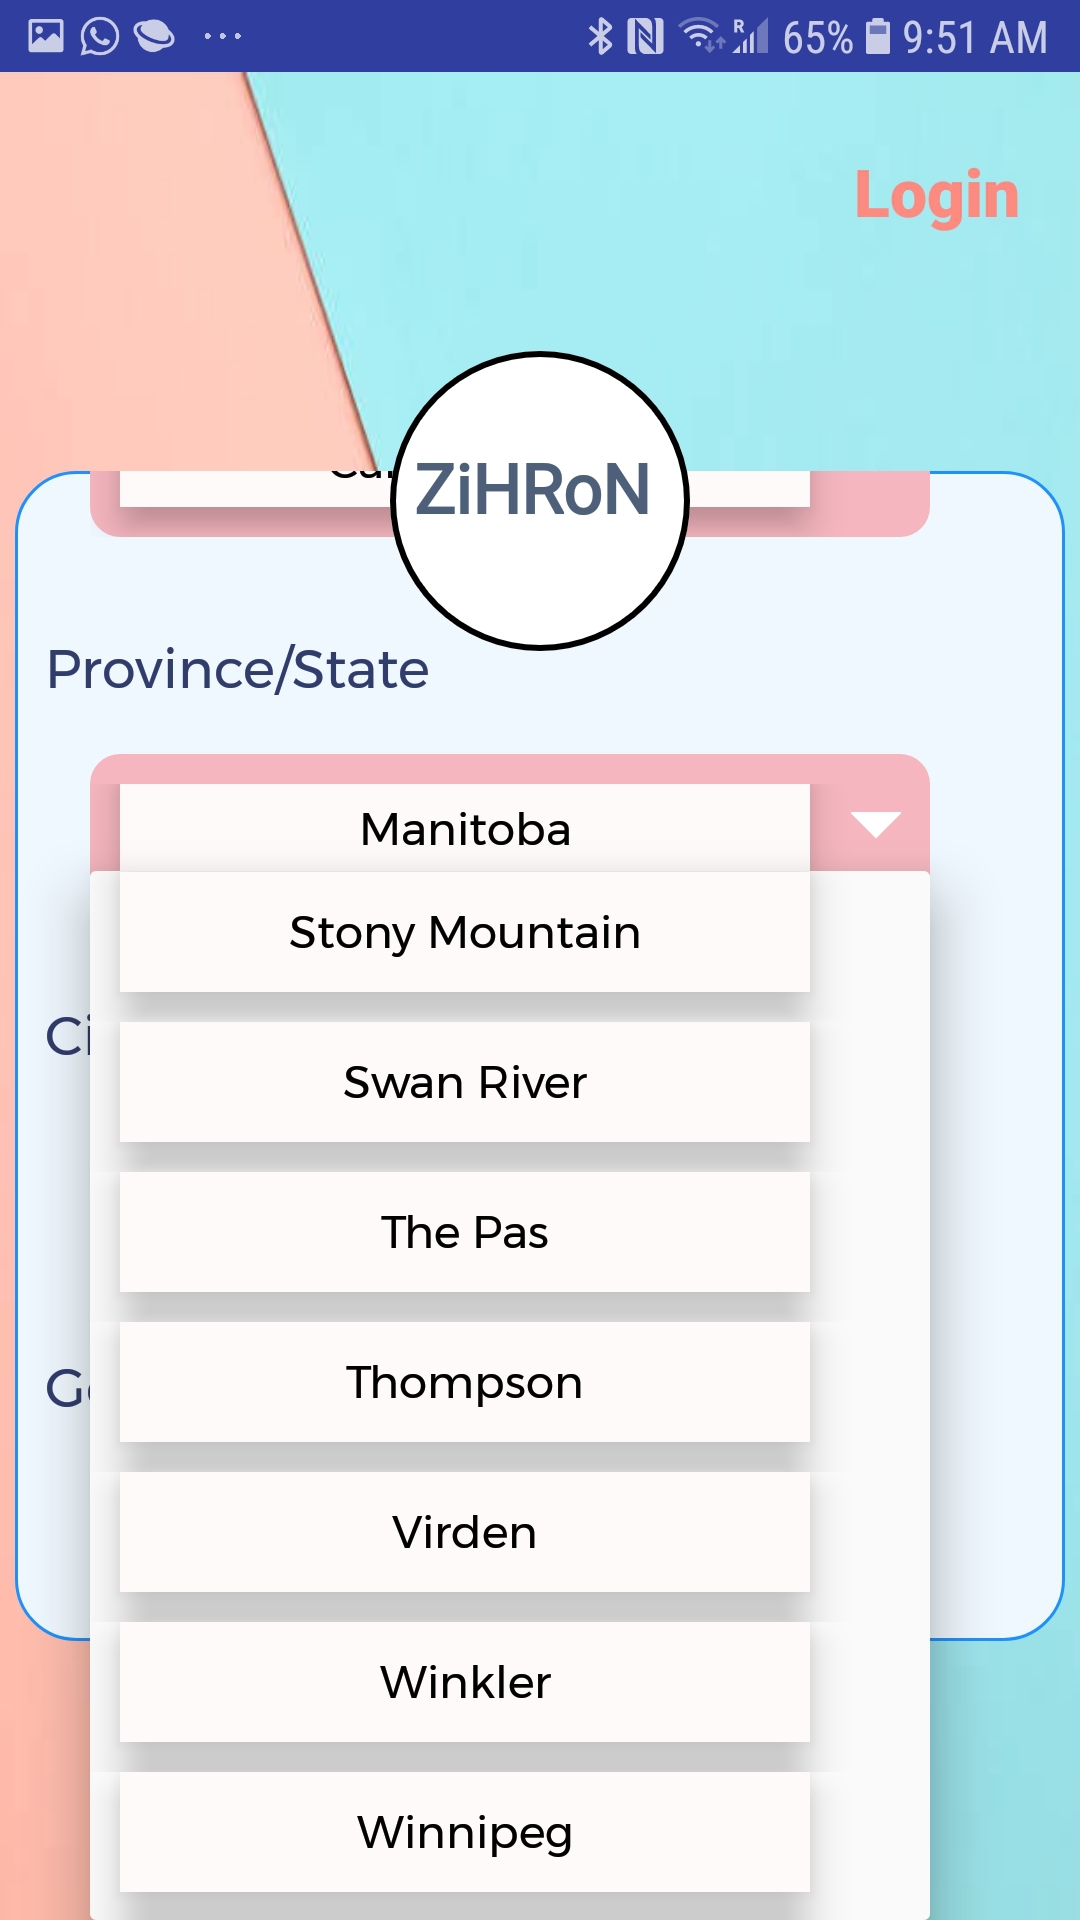 65% 9:51 AM
Login
ZiHRoN
Province/State
Manitoba
Stony Mountain
Swan River
The Pas
Thompson
Virden
Winkler
Winnipeg